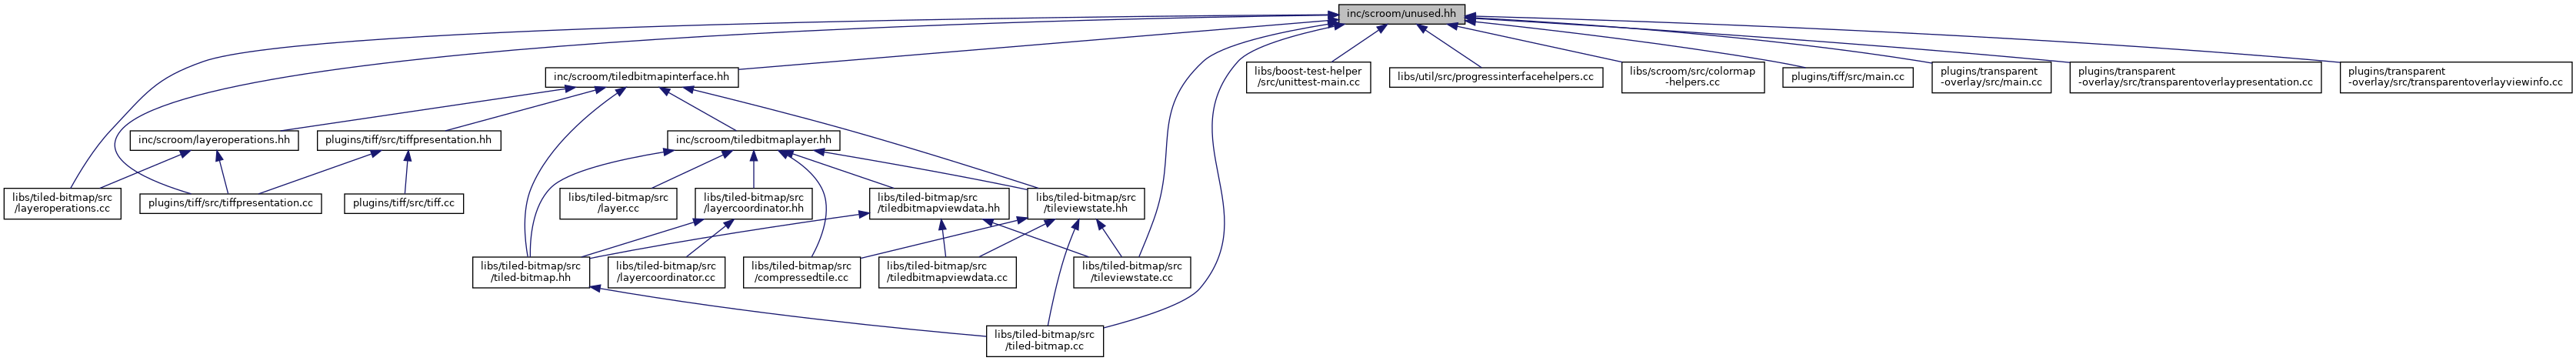 inc/scroom/unused.hh
inc/scroom/tiledbitmapinterface.hh
libs/boost-test-helper
/src/unittest-main.cc
libs/util/src/progressinterfacehelpers.cc
libs/scroom/src/colormap
-helpers.cc
plugins/tiff/src/main.cc
plugins/transparent
-overlay/src/main.cc
plugins/transparent
-overlay/src/transparentoverlaypresentation.cc
plugins/transparent
-overlay/src/transparentoverlayviewinfo.cc
inc/scroom/layeroperations.hh
plugins/tiff/src/tiffpresentation.hh
inc/scroom/tiledbitmaplayer.hh
libs/tiled-bitmap/src
/layeroperations.cc
plugins/tiff/src/tiffpresentation.cc
plugins/tiff/src/tiff.cc
libs/tiled-bitmap/src
/layer.cc
libs/tiled-bitmap/src
/layercoordinator.hh
libs/tiled-bitmap/src
/tiledbitmapviewdata.hh
libs/tiled-bitmap/src
/tileviewstate.hh
libs/tiled-bitmap/src
/tiled-bitmap.hh
libs/tiled-bitmap/src
/layercoordinator.cc
libs/tiled-bitmap/src
/compressedtile.cc
libs/tiled-bitmap/src
/tiledbitmapviewdata.cc
libs/tiled-bitmap/src
/tileviewstate.cc
libs/tiled-bitmap/src
/tiled-bitmap.cc